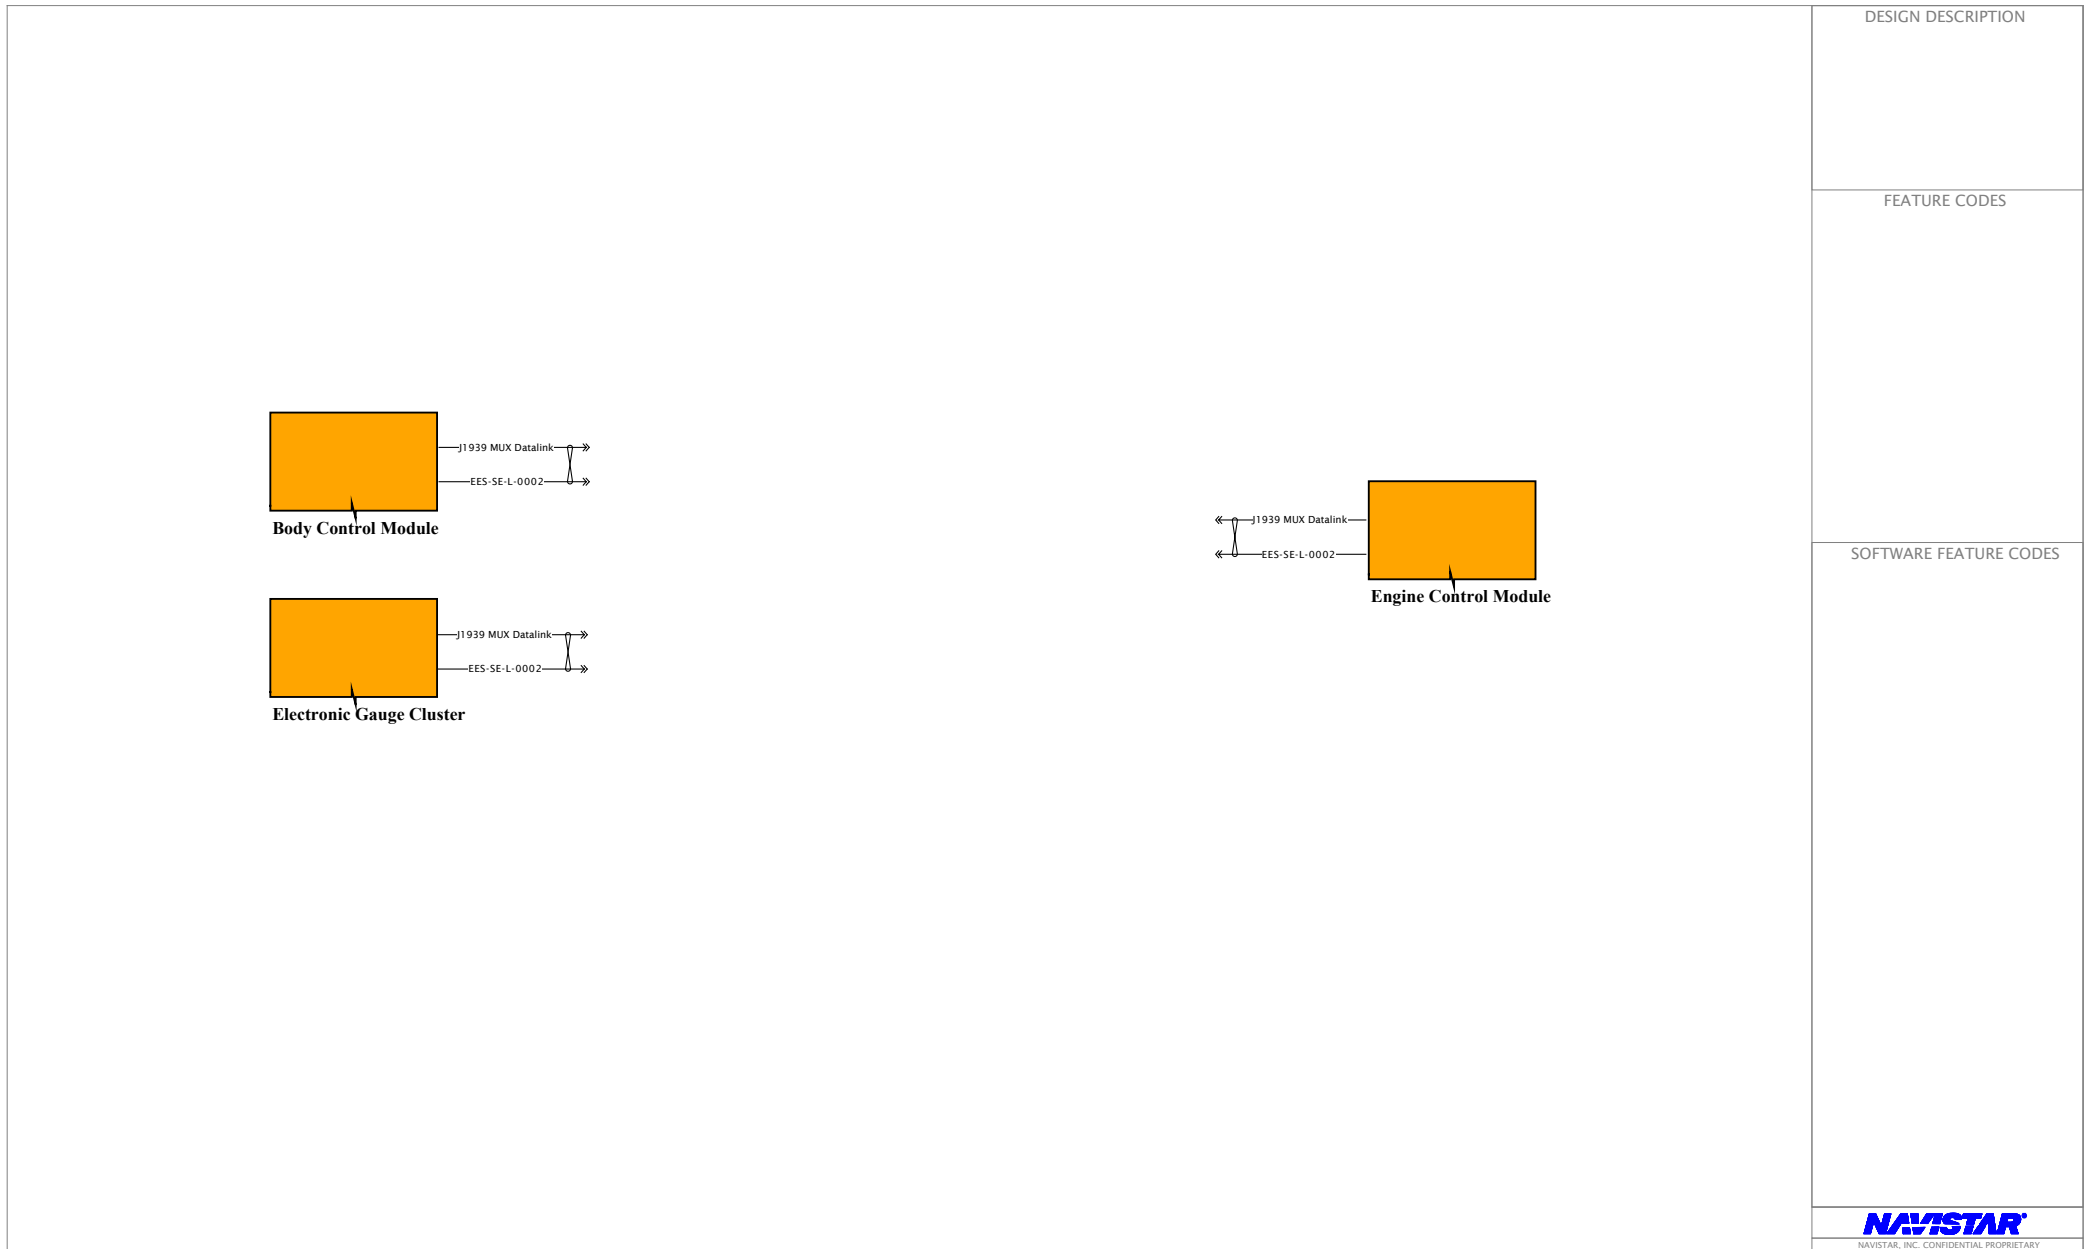 DESIGN DESCRIPTION
FEATURE CODES
J1939 MUX Datalink
EES-SE-L-0002
Body Control Module
J1939 MUX Datalink
EES-SE-L-0002
Engine Control Module
SOFTWARE FEATURE CODES
J1939 MUX Datalink
EES-SE-L-0002
Electronic Gauge Cluster
NAVISTAR®
NAVISTAR, INC. CONFIDENTIAL PROPRIETARY